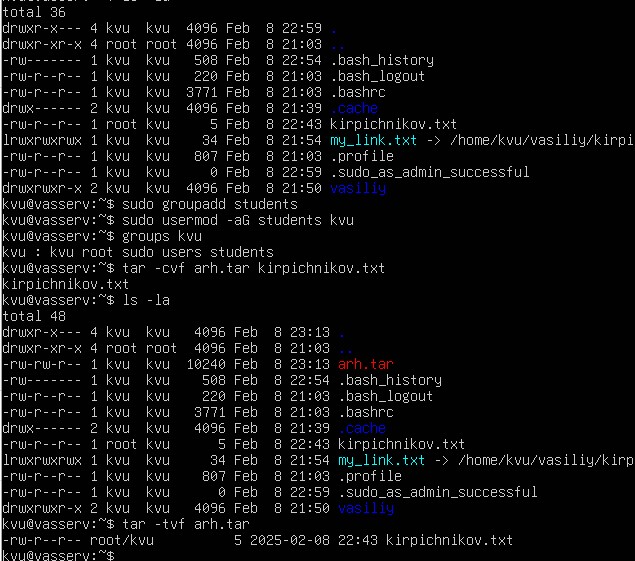 total 36
drwxr-x--- 4 kvu  kvu  4096 Feb  8 22:59 .
drwxr-xr-x 4 root root 4096 Feb  8 21:03 ..
-rw------- 1 kvu  kvu   508 Feb  8 22:54 .bash_history
-rw-r--r-- 1 kvu  kvu   220 Feb  8 21:03 .bash_logout
-rw-r--r-- 1 kvu  kvu  3771 Feb  8 21:03 .bashrc
drwx------ 2 kvu  kvu  4096 Feb  8 21:39 .cache
-rw-r--r-- 1 root kvu     5 Feb  8 22:43 kirpichnikov.txt
lrwxrwxrwx 1 kvu  kvu    34 Feb  8 21:54 my_link.txt -> /home/kvu/vasiliy/kirpi
-rw-r--r-- 1 kvu  kvu   807 Feb  8 21:03 .profile
-rw-r--r-- 1 kvu  kvu     0 Feb  8 22:59 .sudo_as_admin_successful
drwxrwxr-x 2 kvu  kvu  4096 Feb  8 21:50 vasiliy
kvu@vasserv:~$ sudo groupadd students
kvu@vasserv:~$ sudo usermod -aG students kvu
kvu@vasserv:~$ groups kvu
kvu : kvu root sudo users students
kvu@vasserv:~$ tar -cvf arh.tar kirpichnikov.txt
kirpichnikov.txt
kvu@vasserv:~$ ls -la
total 48
drwxr-x--- 4 kvu  kvu   4096 Feb  8 23:13 .
drwxr-xr-x 4 root root  4096 Feb  8 21:03 ..
-rw-rw-r-- 1 kvu  kvu  10240 Feb  8 23:13 arh.tar
-rw------- 1 kvu  kvu    508 Feb  8 22:54 .bash_history
-rw-r--r-- 1 kvu  kvu    220 Feb  8 21:03 .bash_logout
-rw-r--r-- 1 kvu  kvu   3771 Feb  8 21:03 .bashrc
drwx------ 2 kvu  kvu   4096 Feb  8 21:39 .cache
-rw-r--r-- 1 root kvu      5 Feb  8 22:43 kirpichnikov.txt
lrwxrwxrwx 1 kvu  kvu     34 Feb  8 21:54 my_link.txt -> /home/kvu/vasiliy/kirp
-rw-r--r-- 1 kvu  kvu    807 Feb  8 21:03 .profile
-rw-r--r-- 1 kvu  kvu      0 Feb  8 22:59 .sudo_as_admin_successful
drwxrwxr-x 2 kvu  kvu   4096 Feb  8 21:50 vasiliy
kvu@vasserv:~$ tar -tvf arh.tar
-rw-r--r-- root/kvu          5 2025-02-08 22:43 kirpichnikov.txt
kvu@vasserv:~$